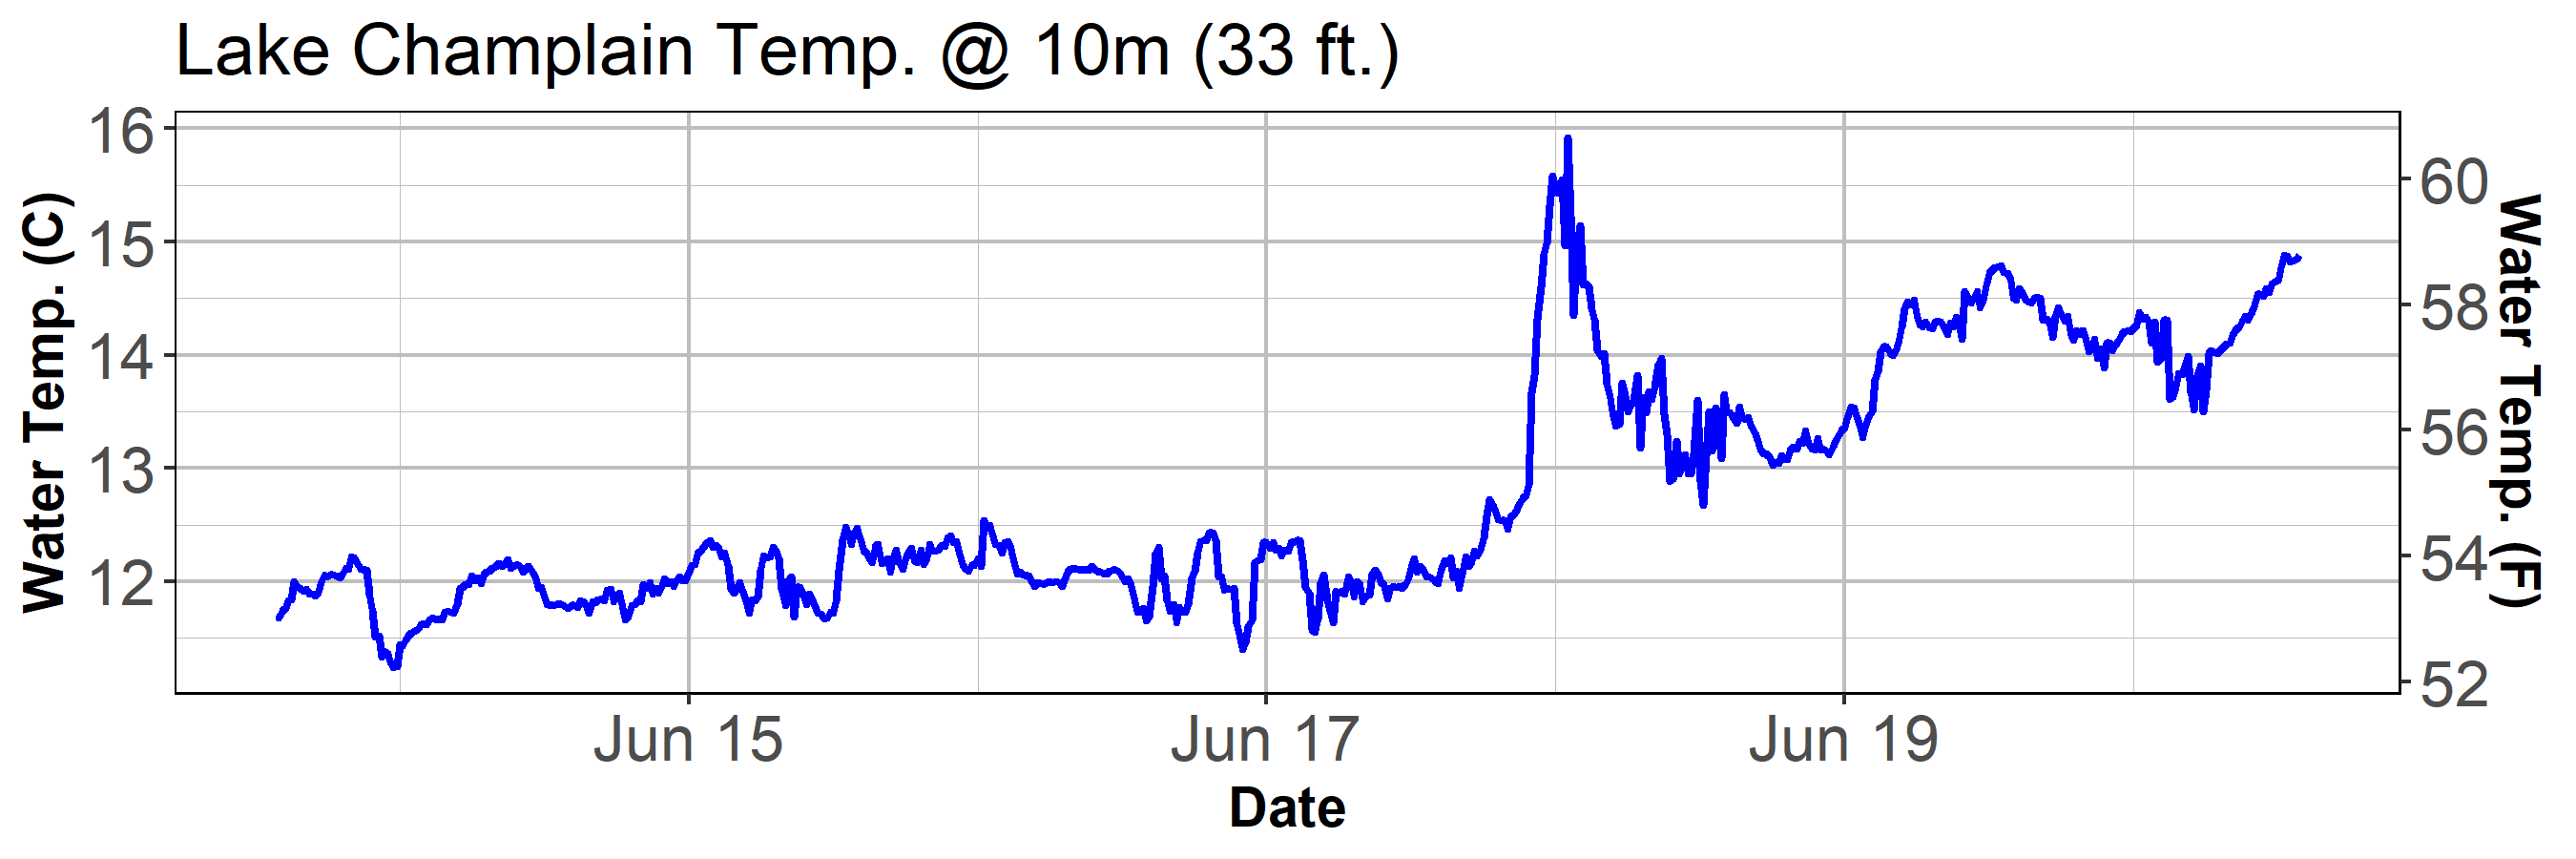 Lake Champlain Temp. @ 10m (33 ft.)
Water Temp. (C)
16
15
14
13
12
60
58
56
54
52
Water Temp. (F)
Jun 15 Jun 17 Jun 19
Date